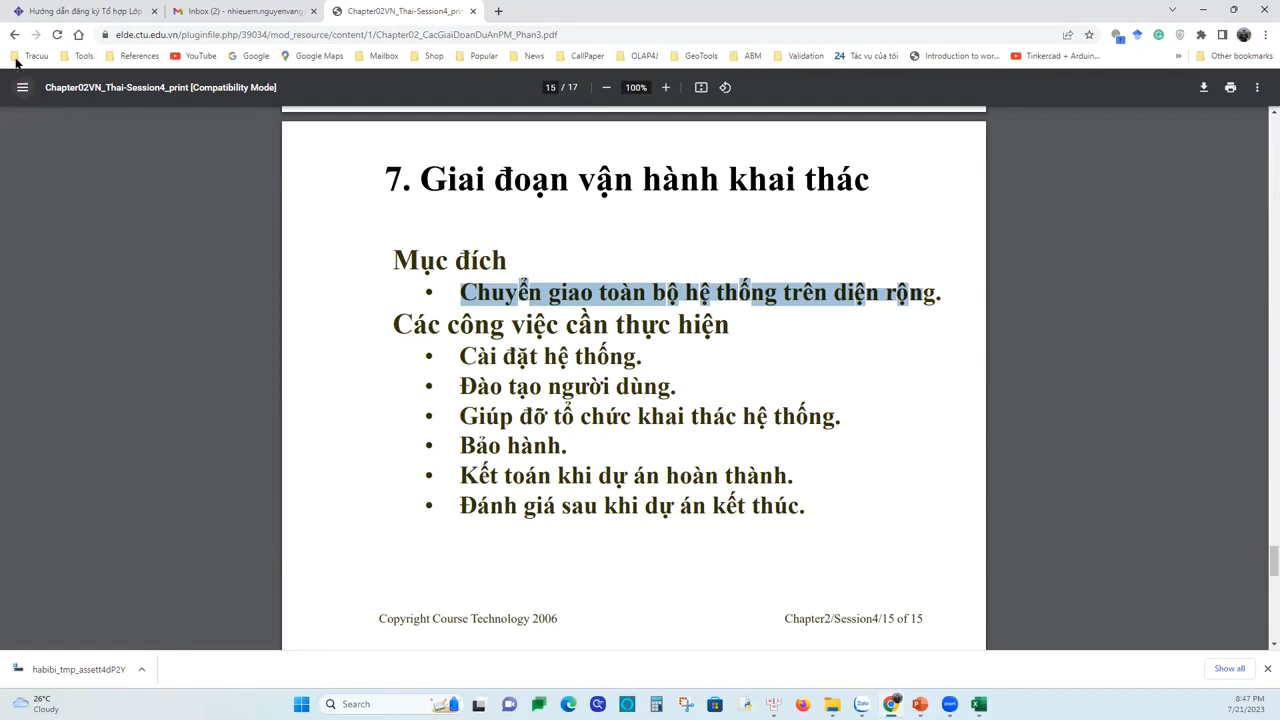 Hướng dẫn đăng ký Tổ hợp Lớp
Inbox (2) - nhieuem.nguyenvang
Chapter02VN_Thai-Session4_print
elde.ctu.edu.vn/pluginfile.php/39034/mod_resource/content/1/Chapter02_CacGiaiDoanDuAnPM_Phan3.pdf
Tracuu Tools References YouTube Google Google Maps Mailbox Shop Popular News CallPaper OLAP4J GeoTools ABM Validation 24 Tác vụ của tôi Introduction to wor... Tinkercad + Arduin... » Other bookmarks
Chapter02VN_Thai-Session4_print [Compatibility Mode] 15 / 17 100%
7. Giai đoạn vận hành khai thác
Mục đích
• Chuyển giao toàn bộ hệ thống trên diện rộng.
Các công việc cần thực hiện
• Cài đặt hệ thống.
• Đào tạo người dùng.
• Giúp đỡ tổ chức khai thác hệ thống.
• Bảo hành.
• Kết toán khi dự án hoàn thành.
• Đánh giá sau khi dự án kết thúc.
Copyright Course Technology 2006 Chapter2/Session4/15 of 15
habibi_tmp_assett4dP2Y Show all
26°C
Cloudy
Search
Zalo
zoom
8:47 PM
7/21/2023